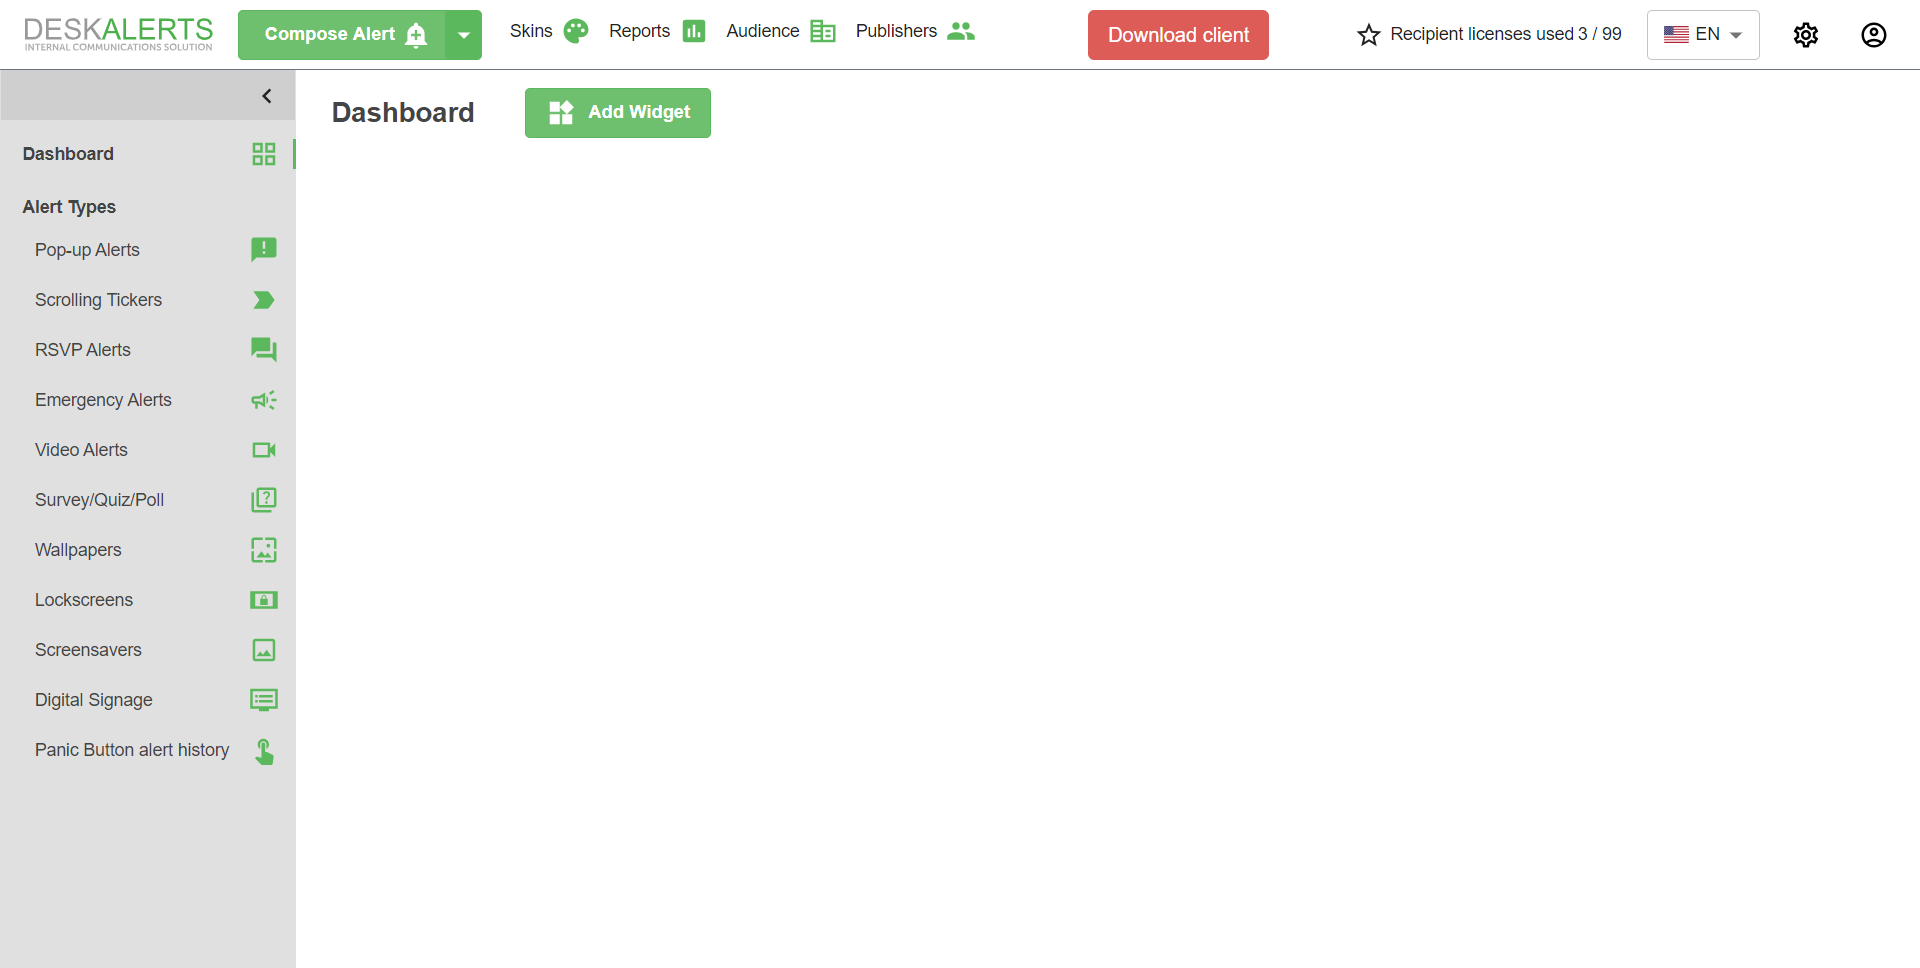 DESKALERTS
INTERNAL COMMUNICATIONS SOLUTION
Compose Alert
Skins
Reports
Audience
Publishers
Download client
Recipient licenses used 3 / 99
EN
Dashboard
Add Widget
Dashboard
Alert Types
Pop-up Alerts
Scrolling Tickers
RSVP Alerts
Emergency Alerts
Video Alerts
Survey/Quiz/Poll
Wallpapers
Lockscreens
Screensavers
Digital Signage
Panic Button alert history